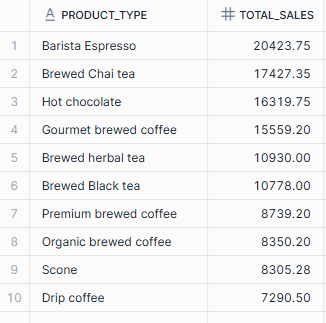 A PRODUCT_TYPE # TOTAL_SALES
1 Barista Espresso 20423.75
2 Brewed Chai tea 17427.35
3 Hot chocolate 16319.75
4 Gourmet brewed coffee 15559.20
5 Brewed herbal tea 10930.00
6 Brewed Black tea 10778.00
7 Premium brewed coffee 8739.20
8 Organic brewed coffee 8350.20
9 Scone 8305.28
10 Drip coffee 7290.50